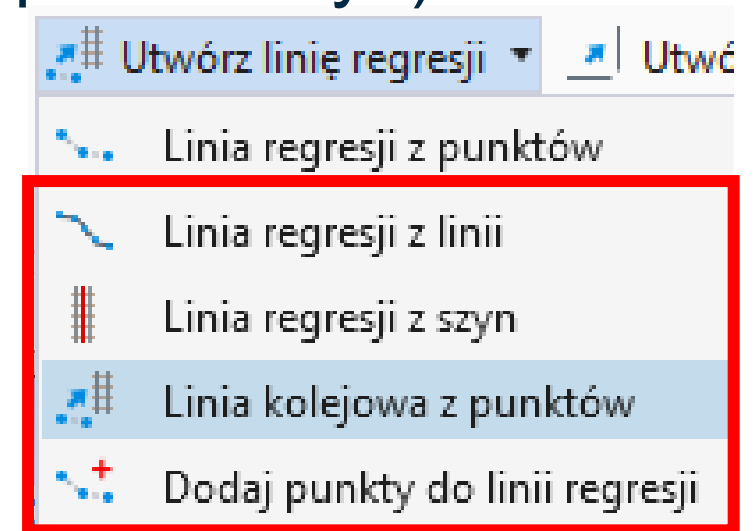 Utwórz linię regresji
Linia regresji z punktów
Linia regresji z linii
Linia regresji z szyn
Linia kolejowa z punktów
Dodaj punkty do linii regresji